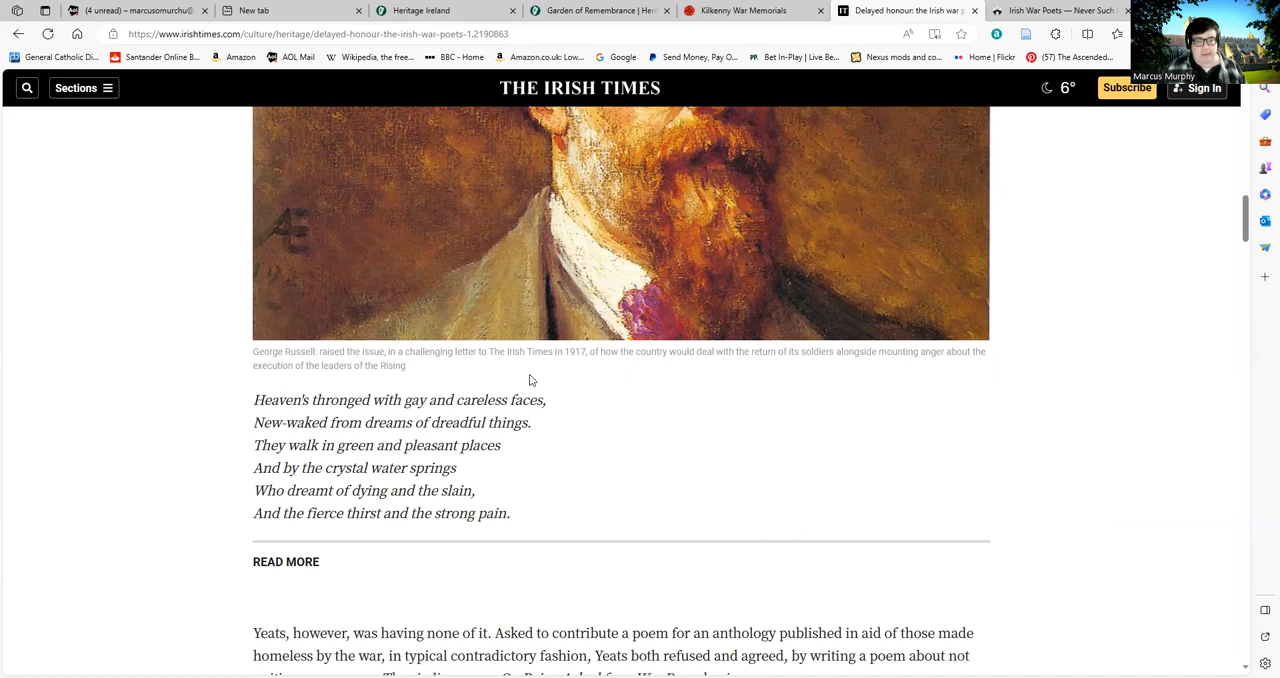 (4 unread) – marcusomurchu@
New tab
Heritage Ireland
Garden of Remembrance | Heri
Kilkenny War Memorials
IT Delayed honour: the Irish war p
Irish War Poets — Never Such I
https://www.irishtimes.com/culture/heritage/delayed-honour-the-irish-war-poets-1.2190863
General Catholic Di...
Santander Online B...
Amazon
AOL Mail
Wikipedia, the free...
BBC - Home
Amazon.co.uk: Low...
Google
Send Money, Pay O...
Bet In-Play | Live Be...
Nexus mods and co...
Home | Flickr
(57) The Ascended...
Marcus Murphy
Sections
THE IRISH TIMES
6°
Subscribe
Sign In
Æ
George Russell: raised the issue, in a challenging letter to The Irish Times in 1917, of how the country would deal with the return of its soldiers alongside mounting anger about the
execution of the leaders of the Rising
Heaven's thronged with gay and careless faces,
New-waked from dreams of dreadful things.
They walk in green and pleasant places
And by the crystal water springs
Who dreamt of dying and the slain,
And the fierce thirst and the strong pain.
READ MORE
Yeats, however, was having none of it. Asked to contribute a poem for an anthology published in aid of those made
homeless by the war, in typical contradictory fashion, Yeats both refused and agreed, by writing a poem about not